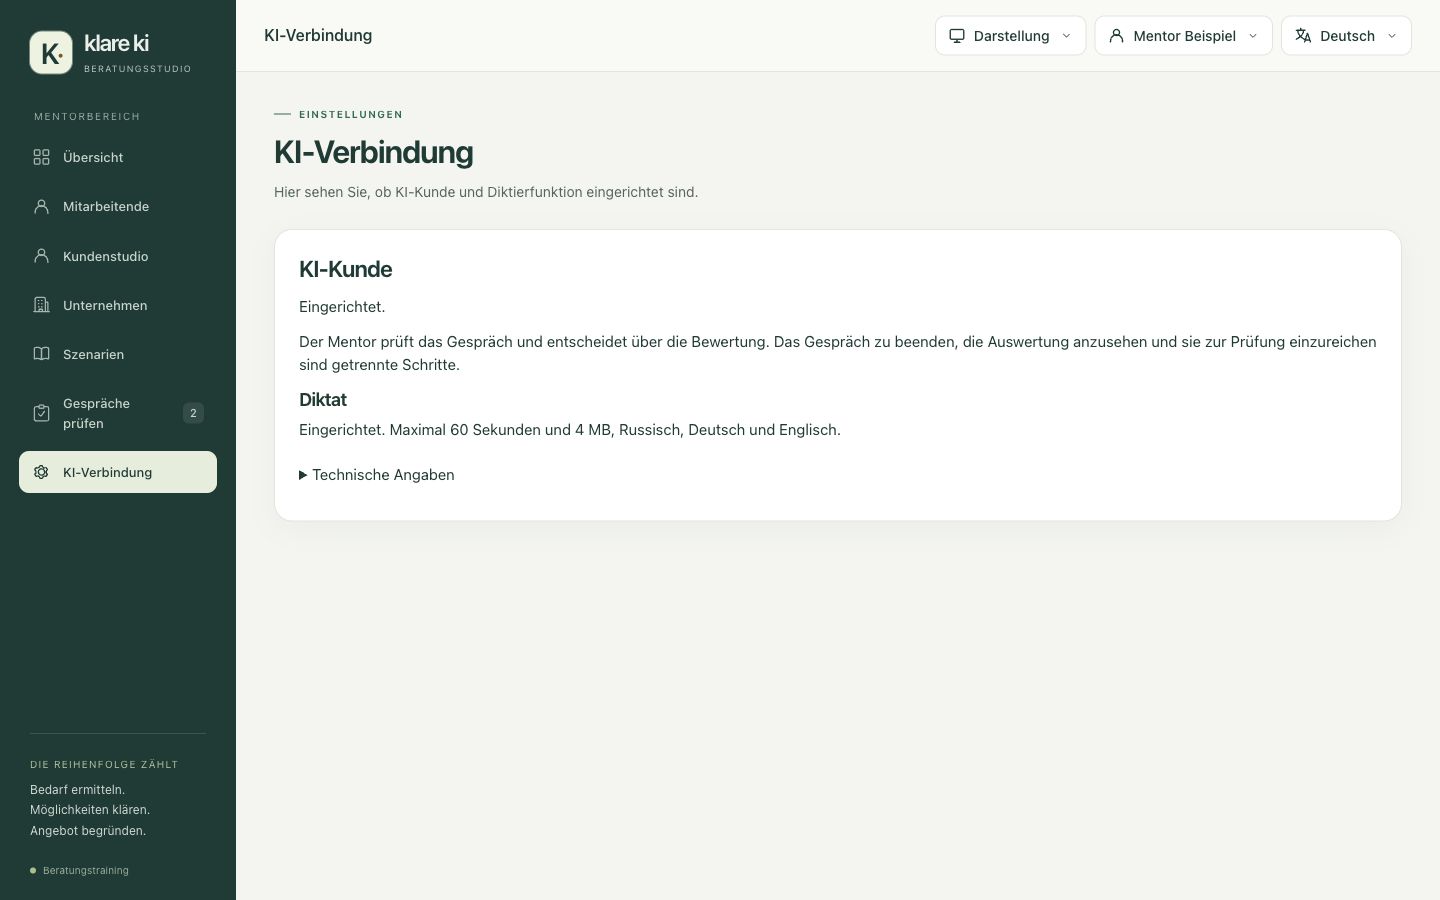 K
klare ki
BERATUNGSSTUDIO
MENTORBEREICH
Übersicht
Mitarbeitende
Kundenstudio
Unternehmen
Szenarien
Gespräche
prüfen
2
KI-Verbindung
DIE REIHENFOLGE ZÄHLT
Bedarf ermitteln.
Möglichkeiten klären.
Angebot begründen.
Beratungstraining
KI-Verbindung
Darstellung
Mentor Beispiel
Deutsch
EINSTELLUNGEN
KI-Verbindung
Hier sehen Sie, ob KI-Kunde und Diktierfunktion eingerichtet sind.
KI-Kunde
Eingerichtet.
Der Mentor prüft das Gespräch und entscheidet über die Bewertung. Das Gespräch zu beenden, die Auswertung anzusehen und sie zur Prüfung einzureichen
sind getrennte Schritte.
Diktat
Eingerichtet. Maximal 60 Sekunden und 4 MB, Russisch, Deutsch und Englisch.
Technische Angaben